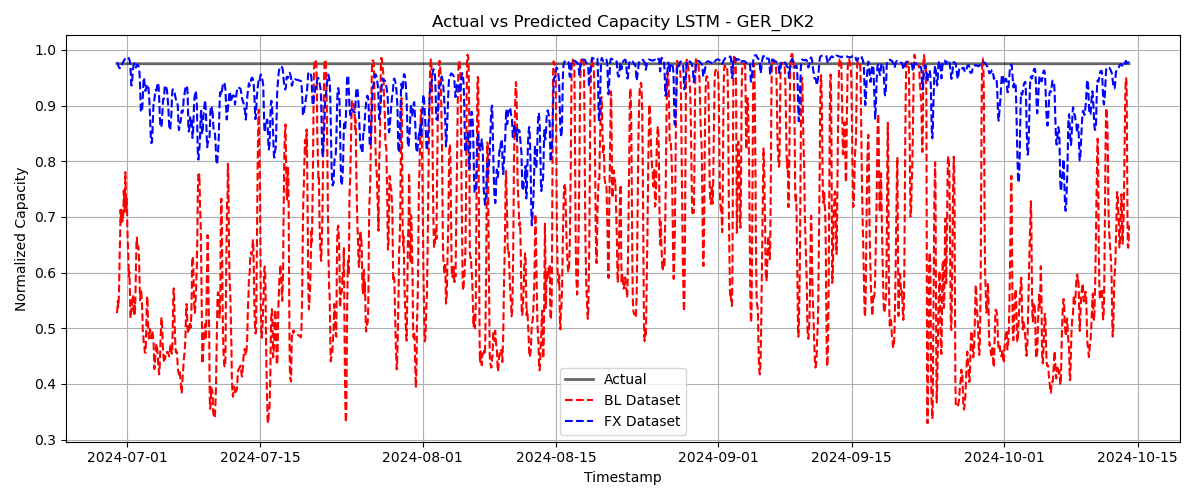 Actual vs Predicted Capacity LSTM - GER_DK2
Normalized Capacity
1.0
0.9
0.8
0.7
0.6
0.5
0.4
0.3
Actual
BL Dataset
FX Dataset
2024-07-01 2024-07-15 2024-08-01 2024-08-15 2024-09-01 2024-09-15 2024-10-01 2024-10-15
Timestamp